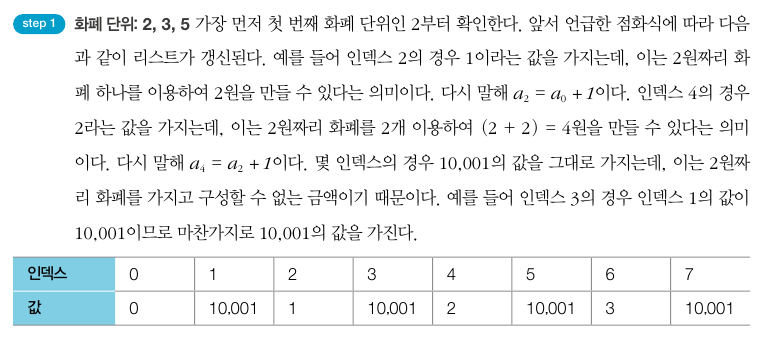 step 1 화폐 단위: 2, 3, 5 가장 먼저 첫 번째 화폐 단위인 2부터 확인한다. 앞서 언급한 점화식에 따라 다음
과 같이 리스트가 갱신된다. 예를 들어 인덱스 2의 경우 1이라는 값을 가지는데, 이는 2원짜리 화
폐 하나를 이용하여 2원을 만들 수 있다는 의미이다. 다시 말해 a₂ = a₀ + 1이다. 인덱스 4의 경우
2라는 값을 가지는데, 이는 2원짜리 화폐를 2개 이용하여 (2 + 2) = 4원을 만들 수 있다는 의미
이다. 다시 말해 a₄ = a₂ + 1이다. 몇 인덱스의 경우 10,001의 값을 그대로 가지는데, 이는 2원짜
리 화폐를 가지고 구성할 수 없는 금액이기 때문이다. 예를 들어 인덱스 3의 경우 인덱스 1의 값이
10,001이므로 마찬가지로 10,001의 값을 가진다.
인덱스 0 1 2 3 4 5 6 7
값 0 10,001 1 10,001 2 10,001 3 10,001